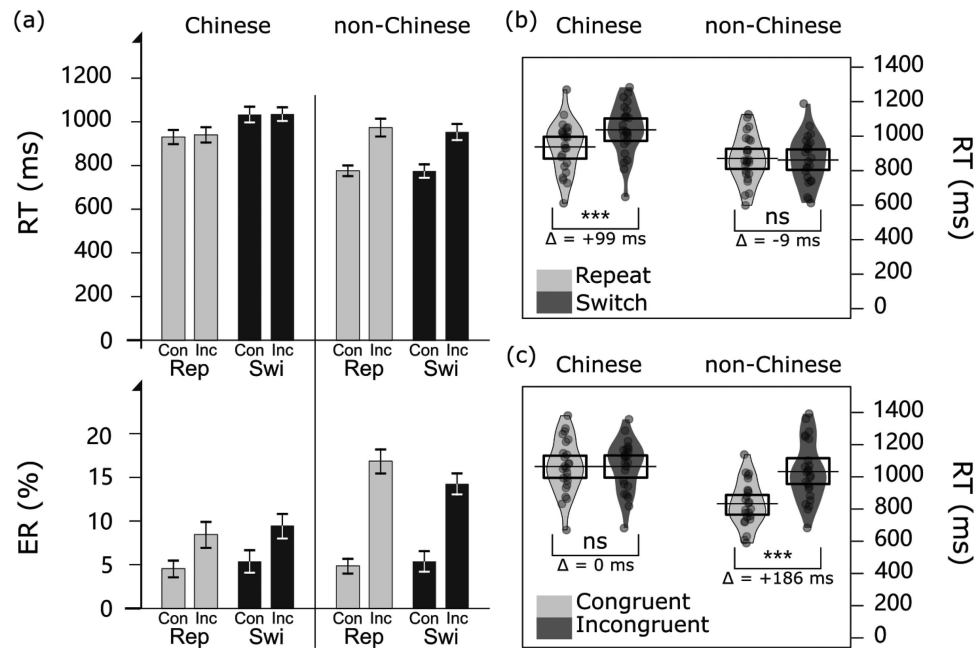 (a)
Chinese non-Chinese
RT (ms)
1200
1000
800
600
400
200
0
Con Inc Con Inc Con Inc Con Inc
Rep Swi Rep Swi
ER (%)
20
15
10
5
0
Con Inc Con Inc Con Inc Con Inc
Rep Swi Rep Swi
(b)
Chinese non-Chinese
1400
1200
1000
800
600
400
200
0
RT (ms)
*** ns
Δ = +99 ms Δ = -9 ms
Repeat
Switch
(c)
Chinese non-Chinese
1400
1200
1000
800
600
400
200
0
RT (ms)
ns ***
Δ = 0 ms Δ = +186 ms
Congruent
Incongruent